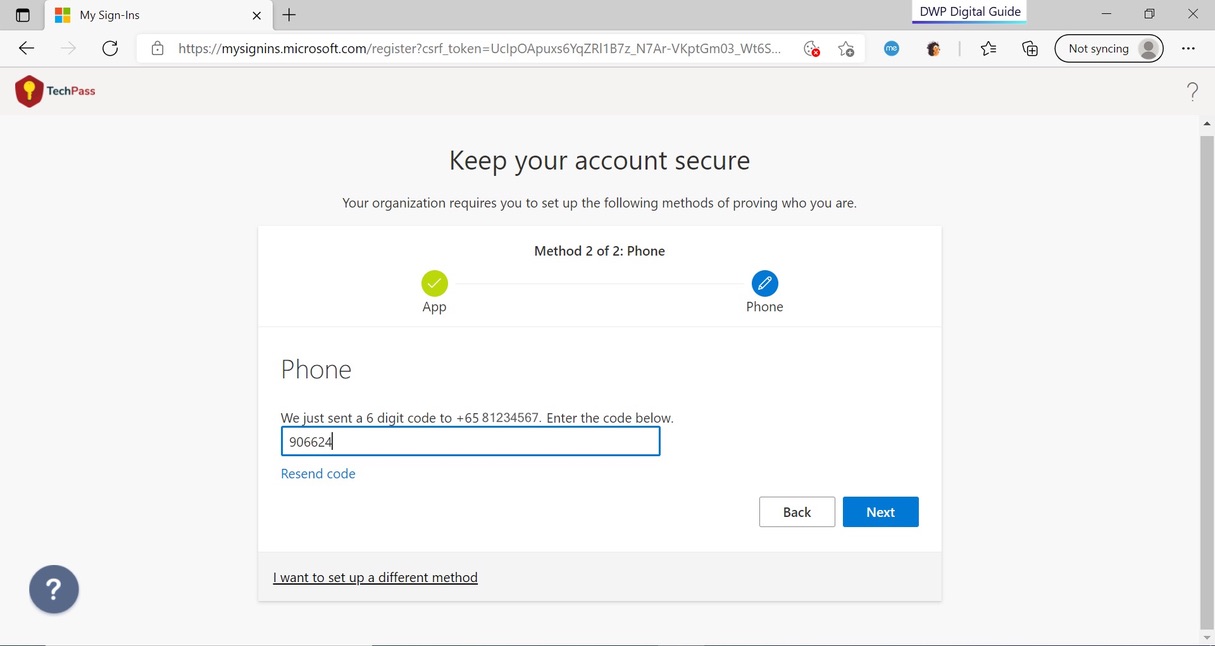 My Sign-Ins
DWP Digital Guide
https://mysignins.microsoft.com/register?csrf_token=UcIpOApuxs6YqZRl1B7z_N7Ar-VKptGm03_Wt6S...
me
Not syncing
TechPass
?
Keep your account secure
Your organization requires you to set up the following methods of proving who you are.
Method 2 of 2: Phone
App
Phone
Phone
We just sent a 6 digit code to +65 81234567. Enter the code below.
906624
Resend code
Back
Next
I want to set up a different method
?